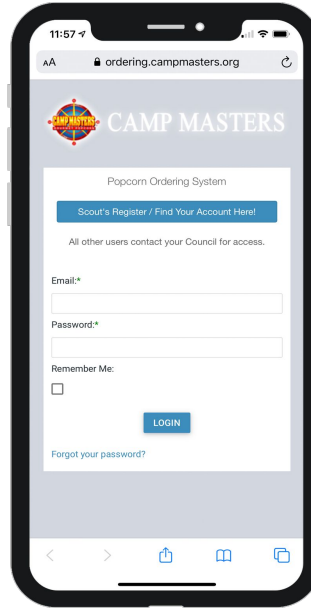 11:57
AA ordering.campmasters.org
CAMP MASTERS
CAMP MASTERS
Popcorn Ordering System
Scout's Register / Find Your Account Here!
All other users contact your Council for access.
Email:*
Password:*
Remember Me:
LOGIN
Forgot your password?